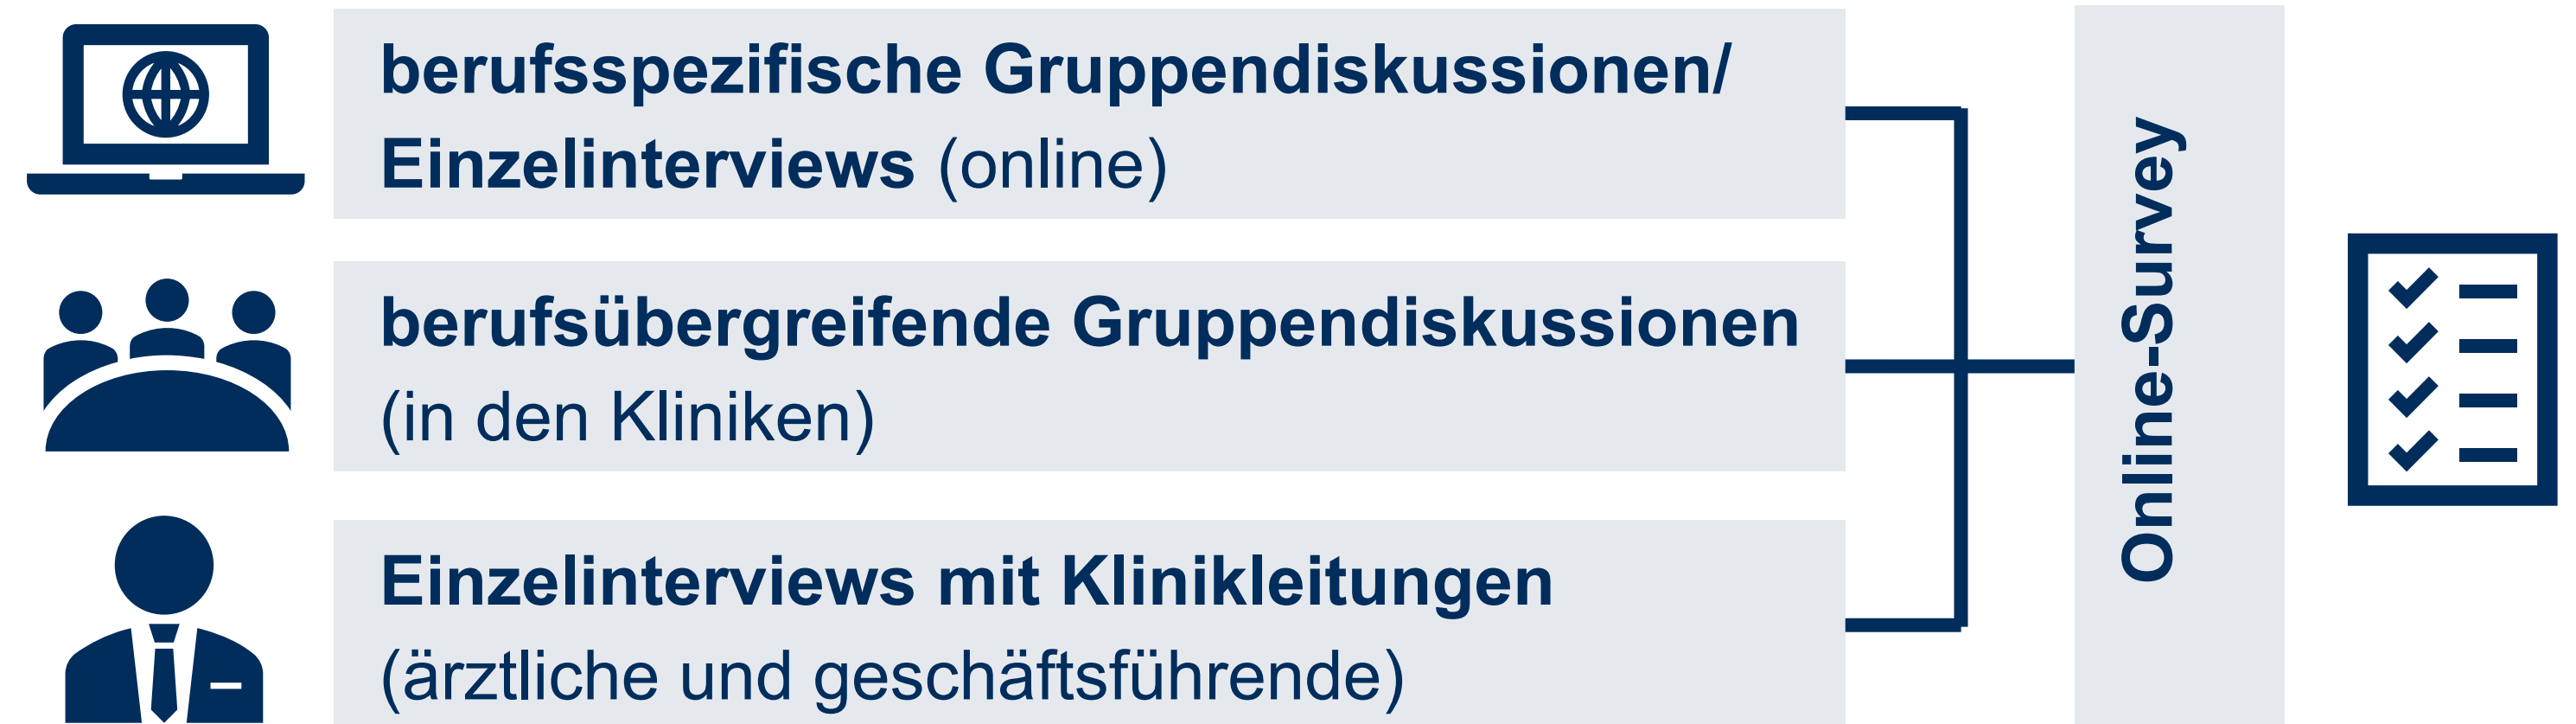 berufsspezifische Gruppendiskussionen/
Einzelinterviews (online)
berufsübergreifende Gruppendiskussionen
(in den Kliniken)
Einzelinterviews mit Klinikleitungen
(ärztliche und geschäftsführende)
Online-Survey